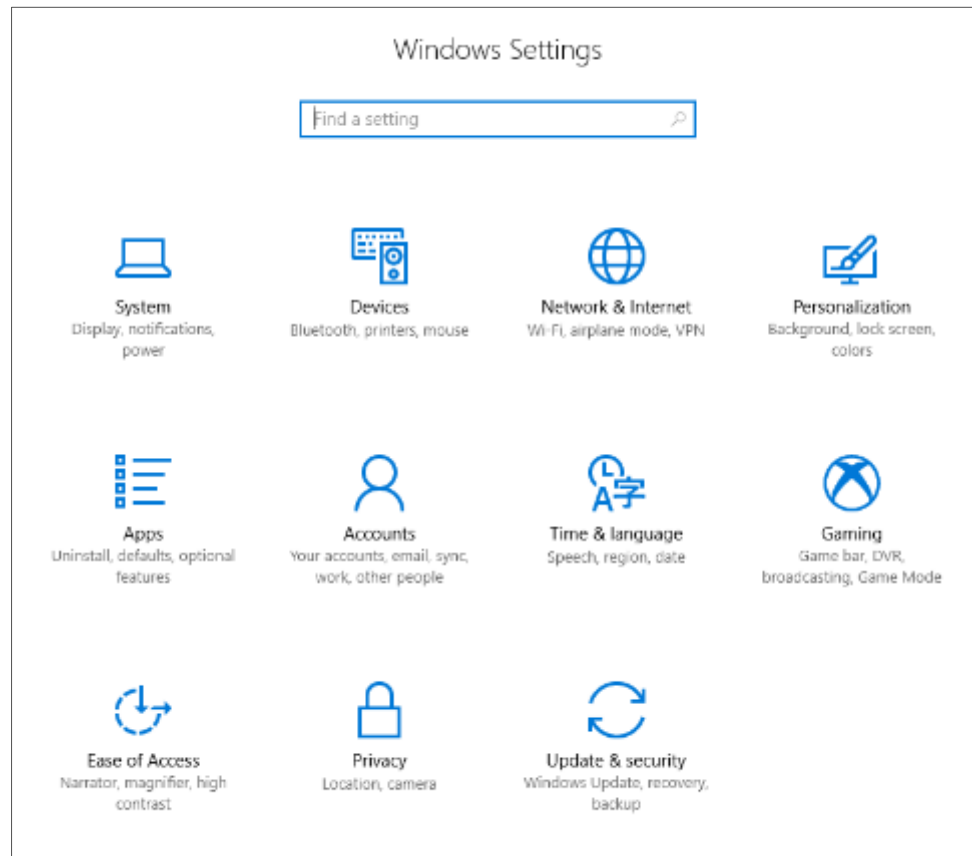 Windows Settings
Find a setting
System
Display, notifications,
power
Devices
Bluetooth, printers, mouse
Network & Internet
Wi-Fi, airplane mode, VPN
Personalization
Background, lock screen,
colors
Apps
Uninstall, defaults, optional
features
Accounts
Your accounts, email, sync,
work, other people
Time & language
Speech, region, date
Gaming
Game bar, DVR,
broadcasting, Game Mode
Ease of Access
Narrator, magnifier, high
contrast
Privacy
Location, camera
Update & security
Windows Update, recovery,
backup